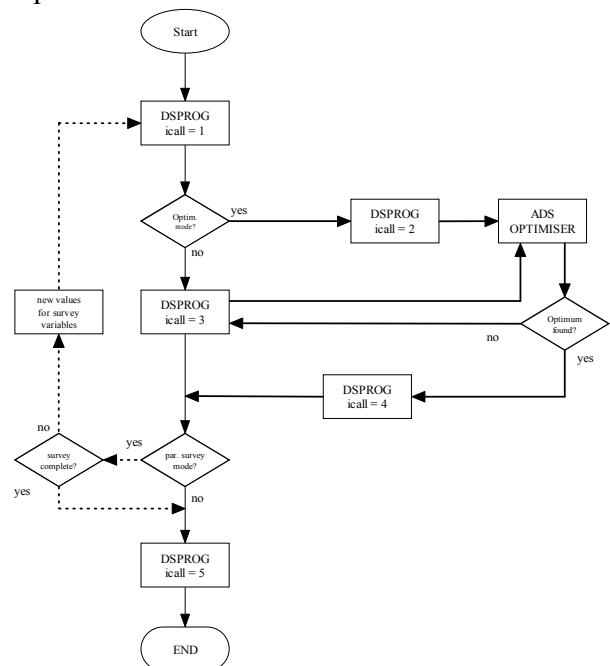 Start
DSPROG
icall = 1
Optim.
mode?
yes
no
DSPROG
icall = 2
ADS
OPTIMISER
new values
for survey
variables
DSPROG
icall = 3
Optimum
found?
no
yes
DSPROG
icall = 4
no
survey
complete?
yes
yes
par. survey
mode?
no
DSPROG
icall = 5
END